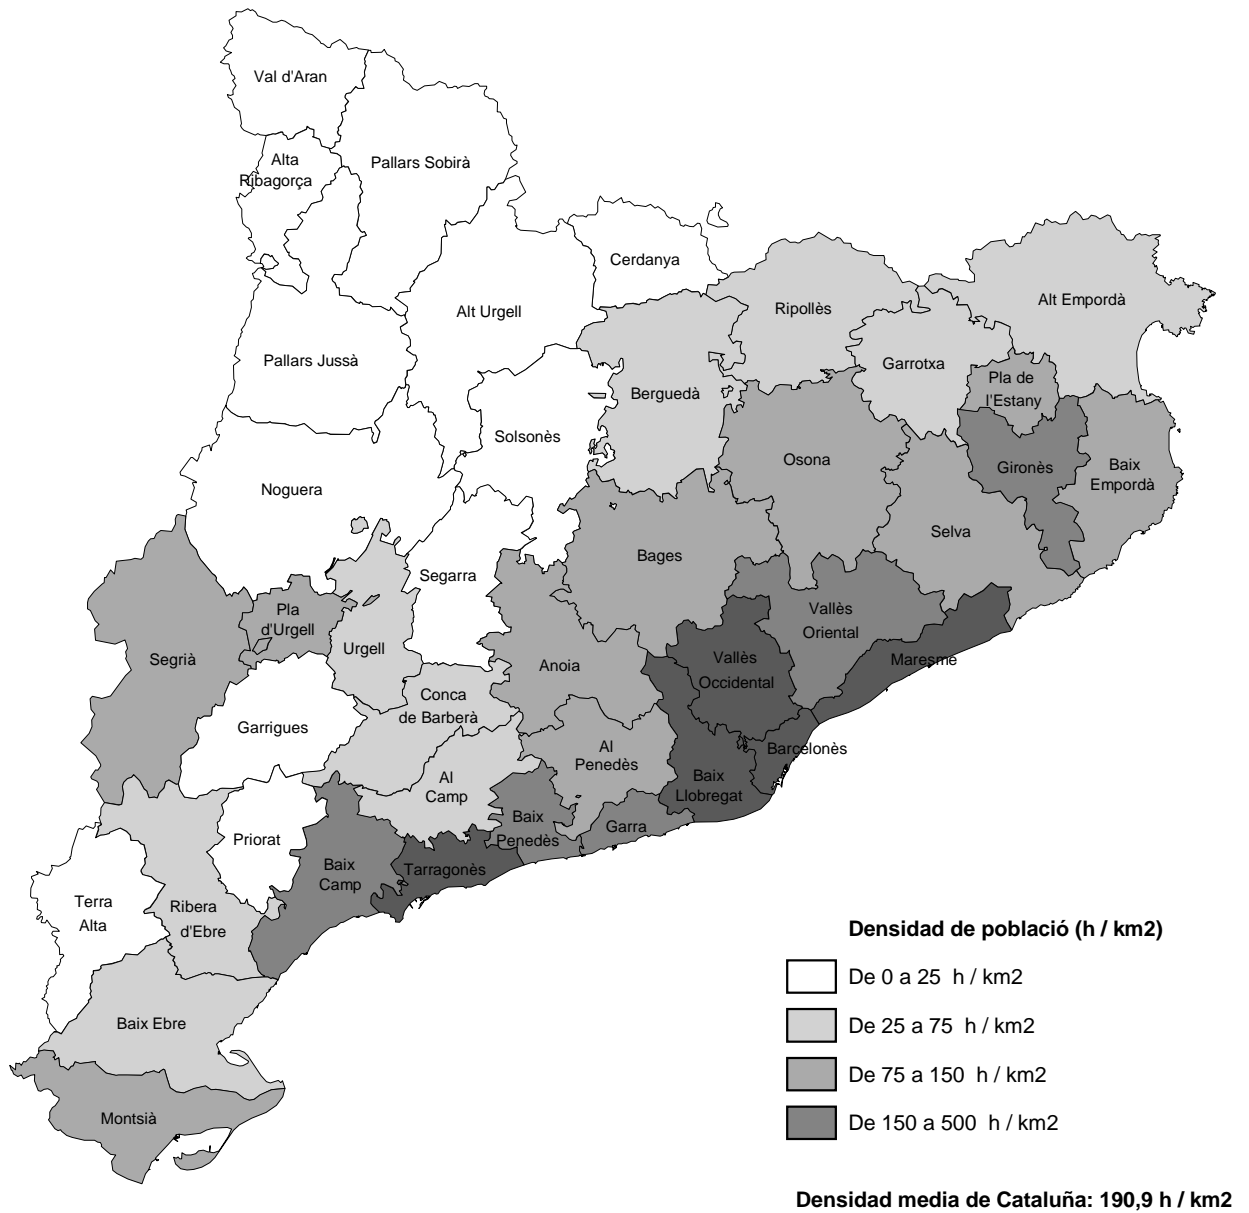 Val d'Aran
Alta
Ribagorça
Pallars Sobirà
Cerdanya
Alt Urgell
Ripollès
Alt Empordà
Pallars Jussà
Garrotxa
Berguedà
Pla de
l'Estany
Solsonès
Osona
Gironès
Baix
Empordà
Noguera
Selva
Bages
Segarra
Pla
d'Urgell
Vallès
Oriental
Urgell
Segrià
Anoia
Vallès
Occidental
Maresme
Conca
de Barberà
Garrigues
Al
Penedès
Barcelonès
Al
Camp
Baix
Llobregat
Baix
Penedès
Garra
Priorat
Baix
Camp
Tarragonès
Terra
Alta
Ribera
d'Ebre
Baix Ebre
Montsià
Densidad de població (h / km2)
De 0 a 25 h / km2
De 25 a 75 h / km2
De 75 a 150 h / km2
De 150 a 500 h / km2
Densidad media de Cataluña: 190,9 h / km2